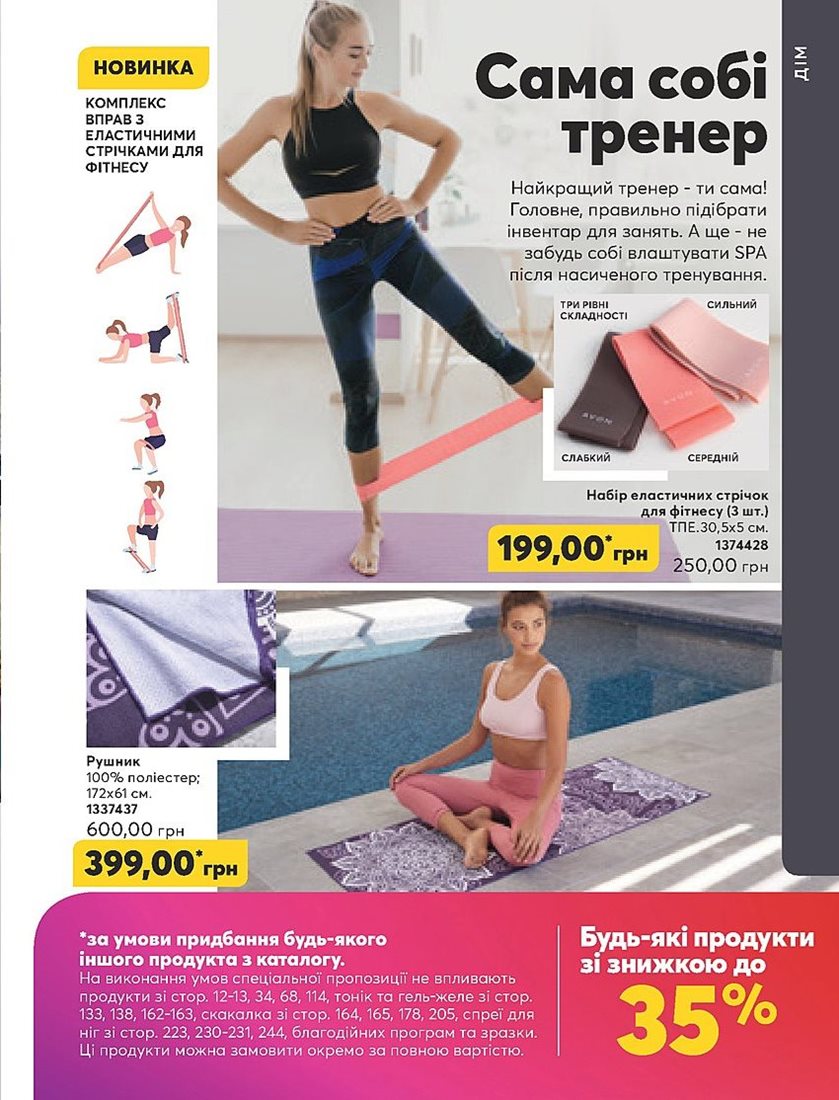 НОВИНКА
КОМПЛЕКС
ВПРАВ З
ЕЛАСТИЧНИМИ
СТРІЧКАМИ ДЛЯ
ФІТНЕСУ
ДІМ
Сама собі
тренер
Найкращий тренер - ти сама!
Головне, правильно підібрати
інвентар для занять. А ще - не
забудь собі влаштувати SPA
після насиченого тренування.
ТРИ РІВНІ
СКЛАДНОСТІ
СИЛЬНИЙ
AVON
AVON
СЛАБКИЙ
СЕРЕДНІЙ
Набір еластичних стрічок
для фітнесу (3 шт.)
ТПЕ.30,5х5 см.
1374428
199,00*грн
250,00 грн
Рушник
100% поліестер;
172х61 см.
1337437
600,00 грн
399,00*грн
*за умови придбання будь-якого
іншого продукта з каталогу.
На виконання умов спеціальної пропозиції не впливають
продукти зі стор. 12-13, 34, 68, 114, тонік та гель-желе зі стор.
133, 138, 162-163, скакалка зі стор. 164, 165, 178, 205, спреї для
ніг зі стор. 223, 230-231, 244, благодійних програм та зразки.
Ці продукти можна замовити окремо за повною вартістю.
Будь-які продукти
зі знижкою до
35%